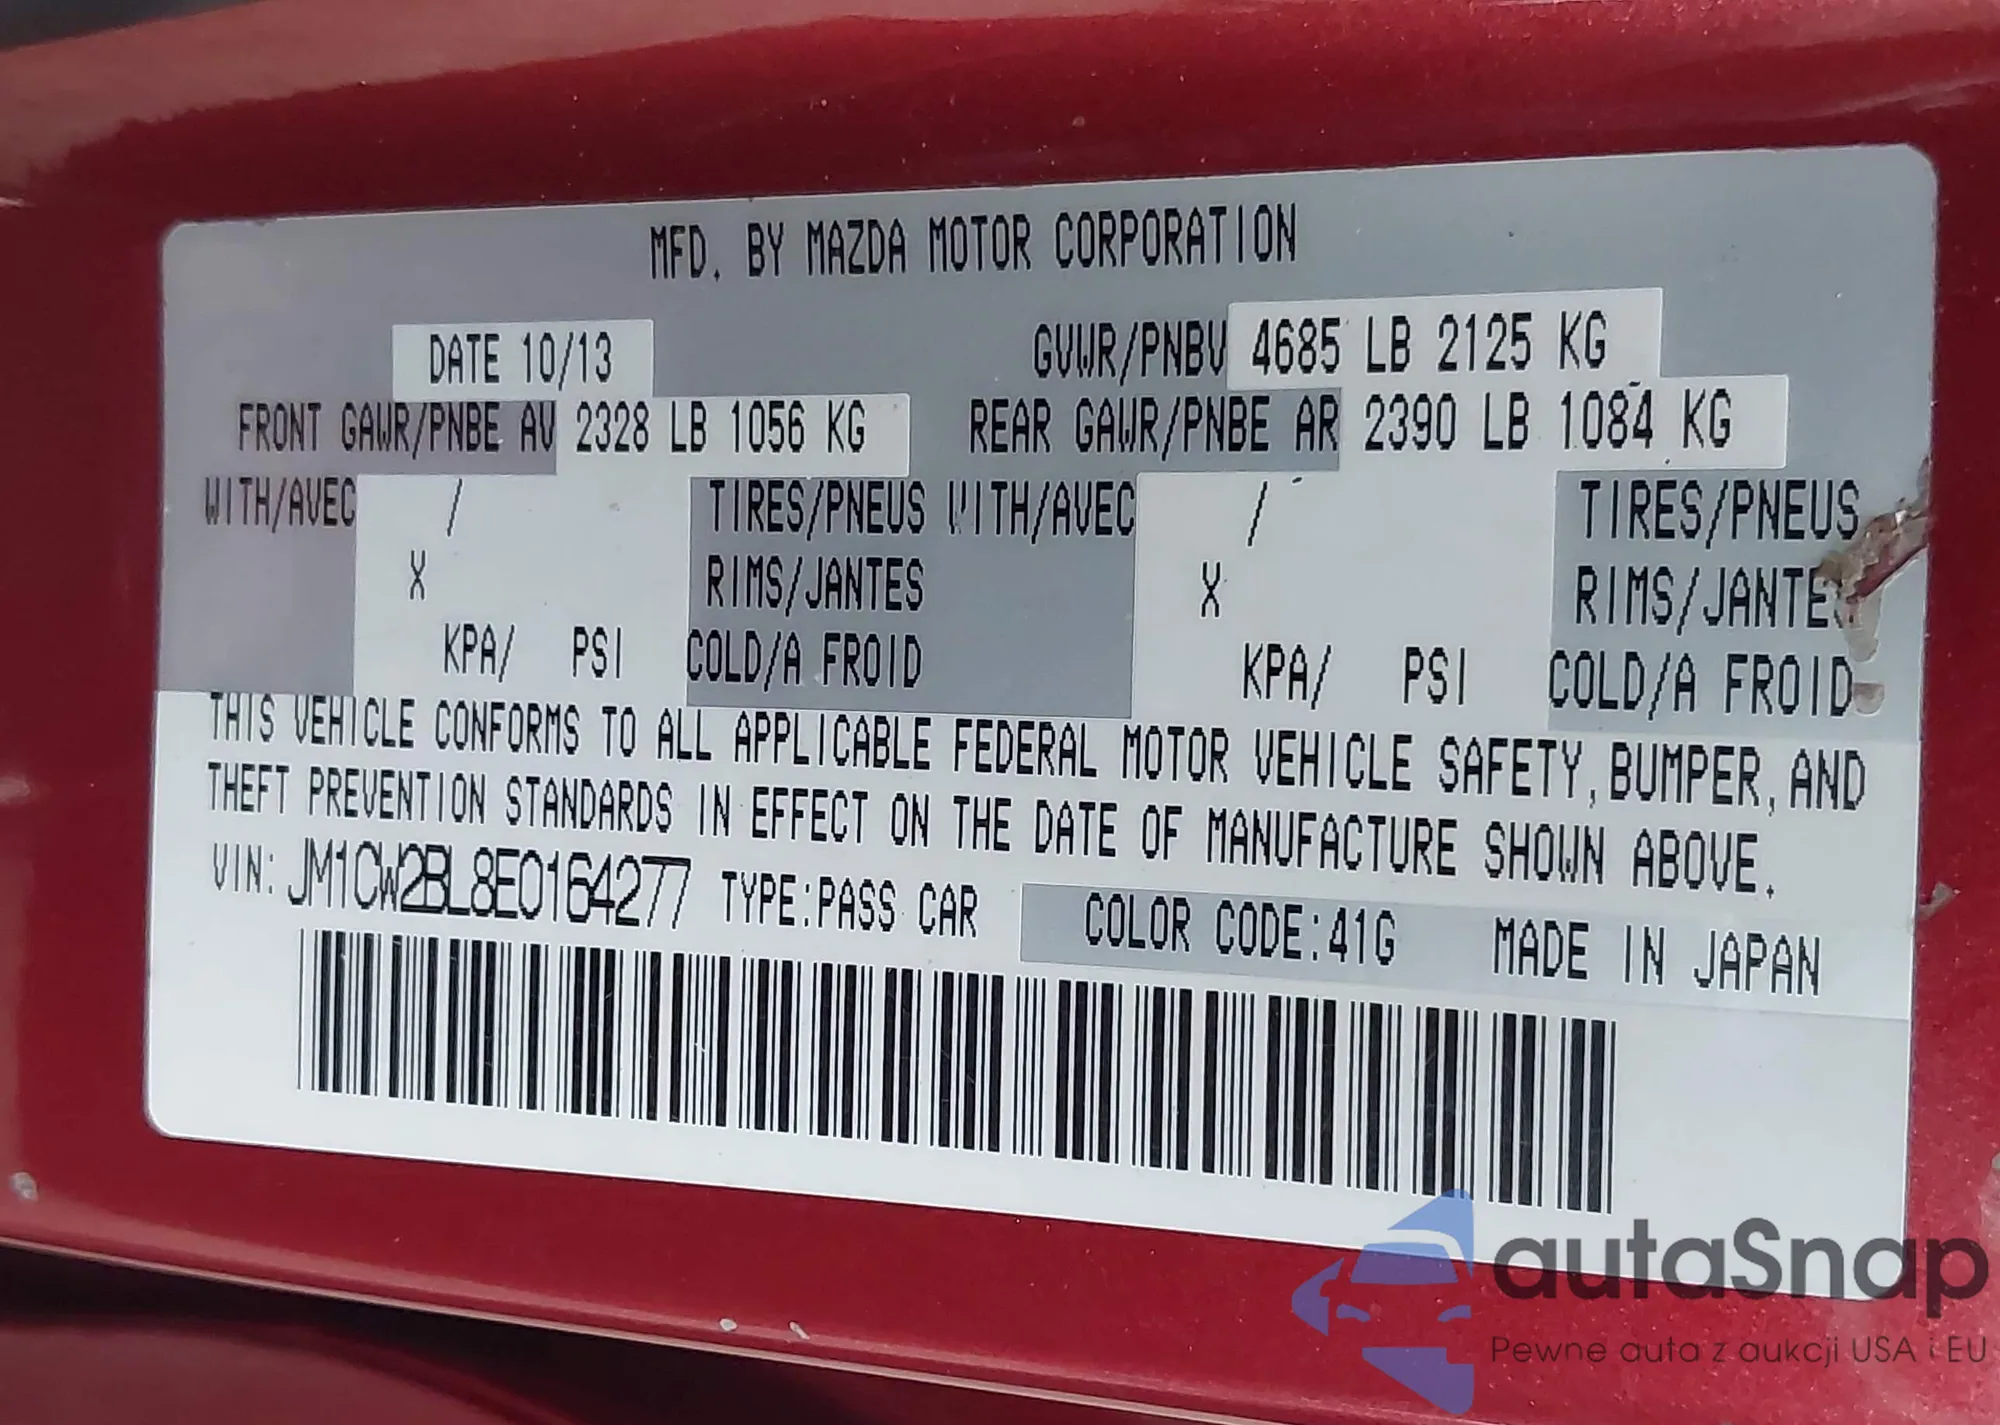 MFD. BY MAZDA MOTOR CORPORATION
DATE 10/13 GVWR/PNBV 4685 LB 2125 KG
FRONT GAWR/PNBE AV 2328 LB 1056 KG REAR GAWR/PNBE AR 2390 LB 1084 KG
WITH/AVEC / TIRES/PNEUS WITH/AVEC / TIRES/PNEUS
X RIMS/JANTES X RIMS/JANTES
KPA/ PSI COLD/A FROID KPA/ PSI COLD/A FROID
THIS VEHICLE CONFORMS TO ALL APPLICABLE FEDERAL MOTOR VEHICLE SAFETY, BUMPER, AND
THEFT PREVENTION STANDARDS IN EFFECT ON THE DATE OF MANUFACTURE SHOWN ABOVE.
VIN: JM1CW2BL8E0164277 TYPE:PASS CAR COLOR CODE:41G MADE IN JAPAN
autaSnap
Pewne auta z aukcji USA i EU